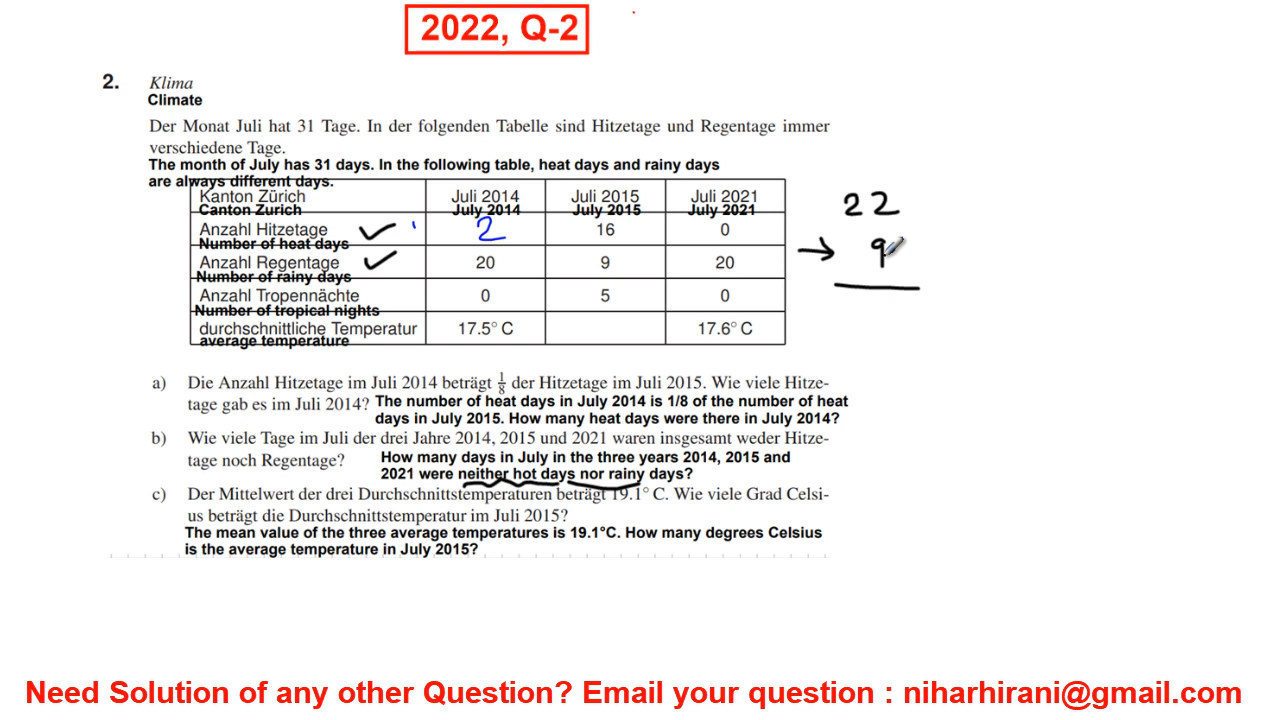 2022, Q-2
2. Klima
Climate
Der Monat Juli hat 31 Tage. In der folgenden Tabelle sind Hitzetage und Regentage immer
verschiedene Tage.
The month of July has 31 days. In the following table, heat days and rainy days
are always different days.
Kanton Zürich Juli 2014 Juli 2015 Juli 2021
Canton Zurich July 2014 July 2015 July 2021
Anzahl Hitzetage 2 16 0
Number of heat days
Anzahl Regentage 20 9 20
Number of rainy days
Anzahl Tropennächte 0 5 0
Number of tropical nights
durchschnittliche Temperatur 17.5° C 17.6° C
average temperature
22
→ 9
a) Die Anzahl Hitzetage im Juli 2014 beträgt 1/8 der Hitzetage im Juli 2015. Wie viele Hitze-
tage gab es im Juli 2014? The number of heat days in July 2014 is 1/8 of the number of heat
days in July 2015. How many heat days were there in July 2014?
b) Wie viele Tage im Juli der drei Jahre 2014, 2015 und 2021 waren insgesamt weder Hitze-
tage noch Regentage? How many days in July in the three years 2014, 2015 and
2021 were neither hot days nor rainy days?
c) Der Mittelwert der drei Durchschnittstemperaturen beträgt 19.1° C. Wie viele Grad Celsi-
us beträgt die Durchschnittstemperatur im Juli 2015?
The mean value of the three average temperatures is 19.1°C. How many degrees Celsius
is the average temperature in July 2015?
Need Solution of any other Question? Email your question : niharhirani@gmail.com